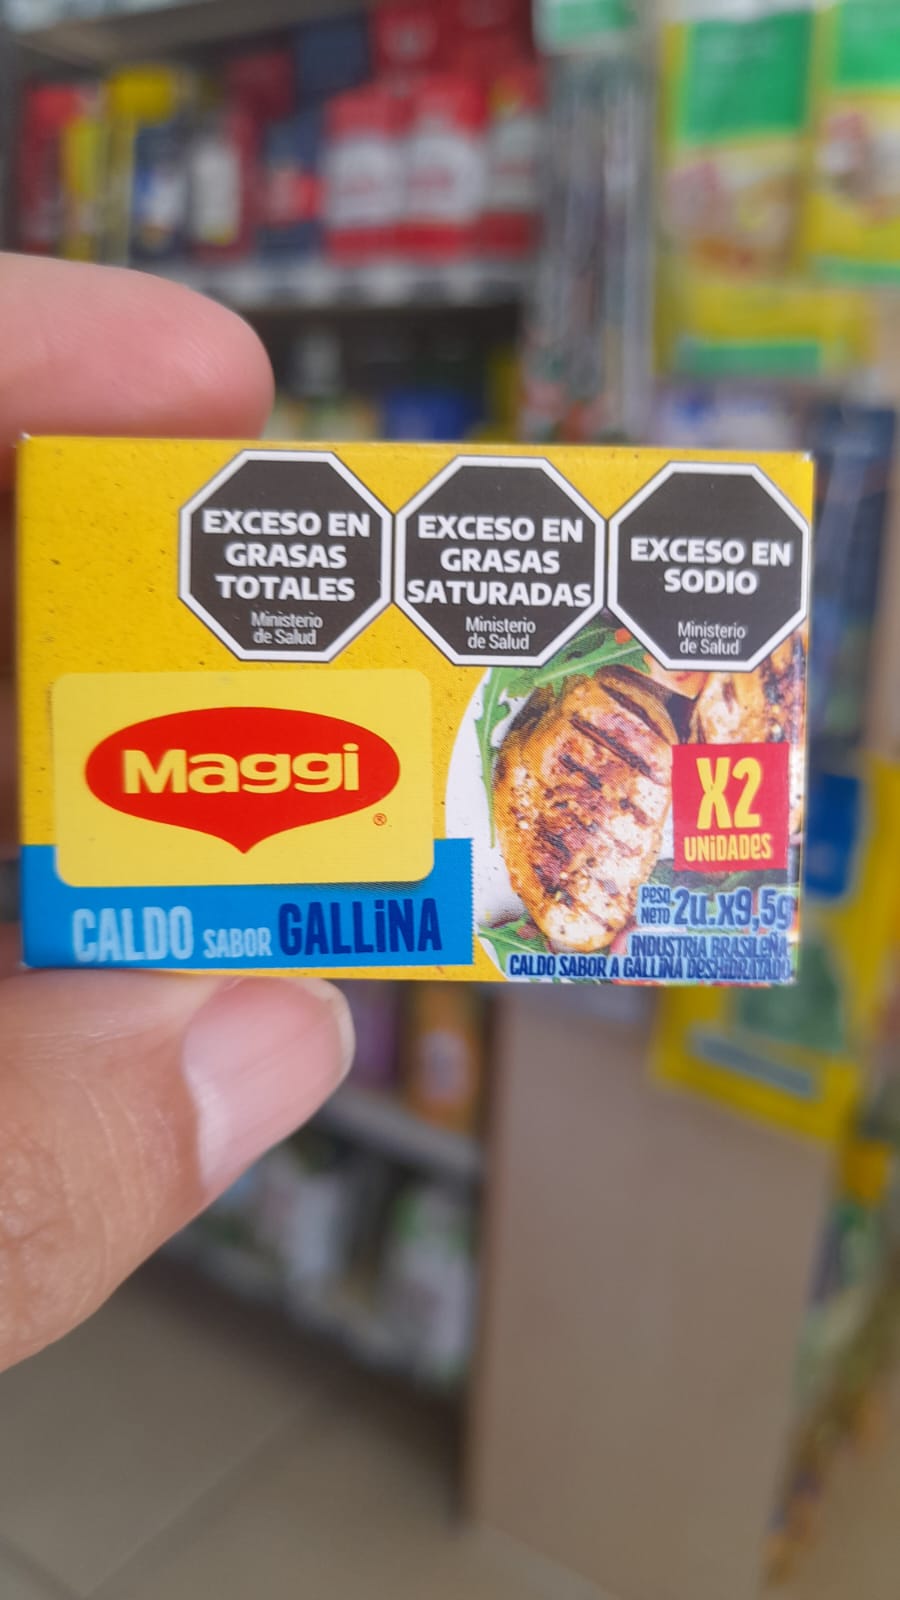 EXCESO EN
GRASAS
TOTALES
Ministerio
de Salud
EXCESO EN
GRASAS
SATURADAS
Ministerio
de Salud
EXCESO EN
SODIO
Ministerio
de Salud
Maggi
®
X2
UNiDADES
CALDO SABOR GALLiNA
PESO
NETO 2u.x9,5g
INDUSTRIA BRASILEÑA
CALDO SABOR A GALLINA DESHIDRATADO